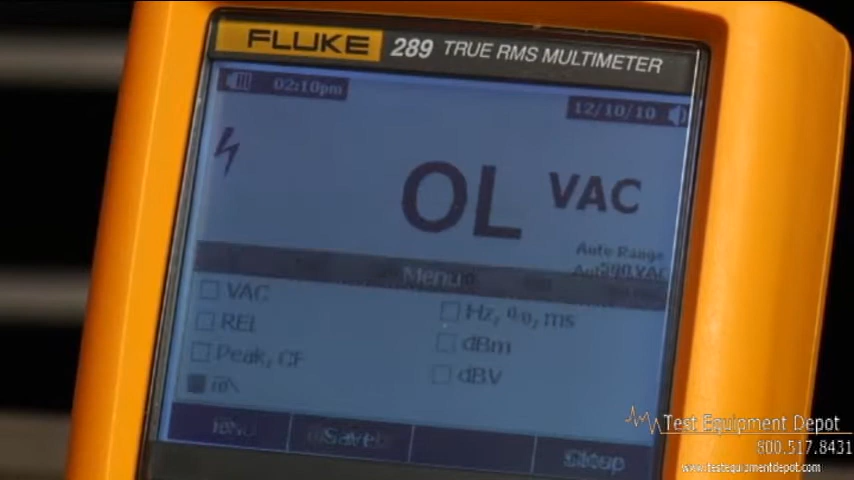 FLUKE 289 TRUE RMS MULTIMETER
02:10pm
12/10/10
OL VAC
Auto Range
Menu
VAC
REL
Peak, CF
Hz, %, ms
dBm
dBV
Save
Test Equipment Depot
800.517.8431
www.testequipmentdepot.com